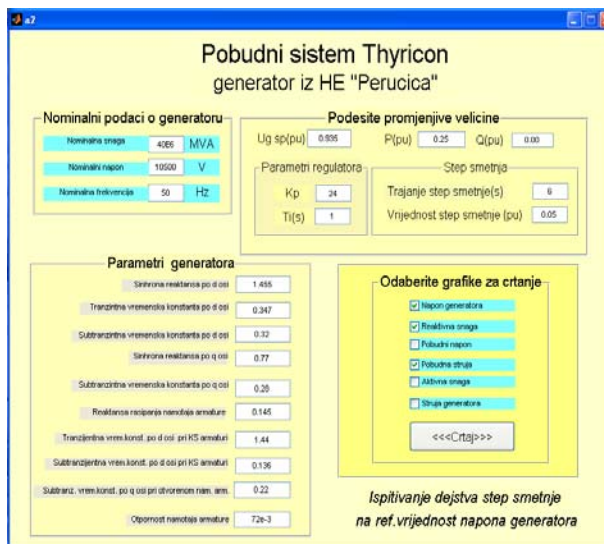 a7
Pobudni sistem Thyricon
generator iz HE "Perucica"
Nominalni podaci o generatoru
Nominalna snaga 40E6 MVA
Nominalni napon 10500 V
Nominalna frekvencija 50 Hz
Podesite promjenjive velicine
Ug sp(pu) 0.935 P(pu) 0.25 Q(pu) 0.00
Parametri regulatora
Kp 24
Ti(s) 1
Step smetnja
Trajanje step smetnje(s) 6
Vrijednost step smetnje (pu) 0.05
Parametri generatora
Sinhrona reaktansa po d osi 1.455
Tranzintna vremenska konstanta po d osi 0.347
Subtranzintna vremenska konstanta po d osi 0.32
Sinhrona reaktansa po q osi 0.77
Subtranzintna vremenska konstanta po q osi 0.28
Reaktansa rasipanja namotaja armature 0.145
Tranzijentna vrem.konst. po d osi pri KS armaturi 1.44
Subtranzijentna vrem.konst. po d osi pri KS armaturi 0.136
Subtranz. vrem.konst. po q osi pri otvorenom nam. arm. 0.22
Otpornost namotaja armature 72e-3
Odaberite grafike za crtanje
Napon generatora
Reaktivna snaga
Pobudni napon
Pobudna struja
Aktivna snaga
Struja generatora
<<<Crtaj>>>
Ispitivanje dejstva step smetnje
na ref.vrijednost napona generatora